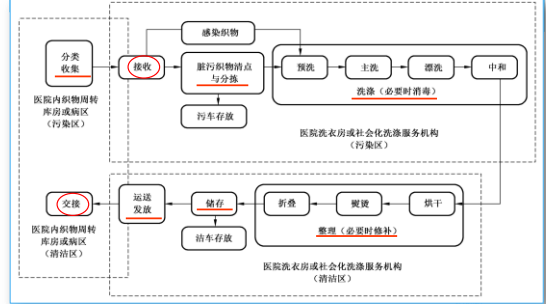 感染织物
分类
收集
接收
脏污织物清点
与分拣
预洗
主洗
漂洗
中和
洗涤（必要时消毒）
污车存放
医院内织物周转
库房或病区
（污染区）
医院洗衣房或社会化洗涤服务机构
（污染区）
交接
运送
发放
储存
折叠
熨烫
烘干
整理（必要时修补）
洁车存放
医院内织物周转
库房或病区
（清洁区）
医院洗衣房或社会化洗涤服务机构
（清洁区）